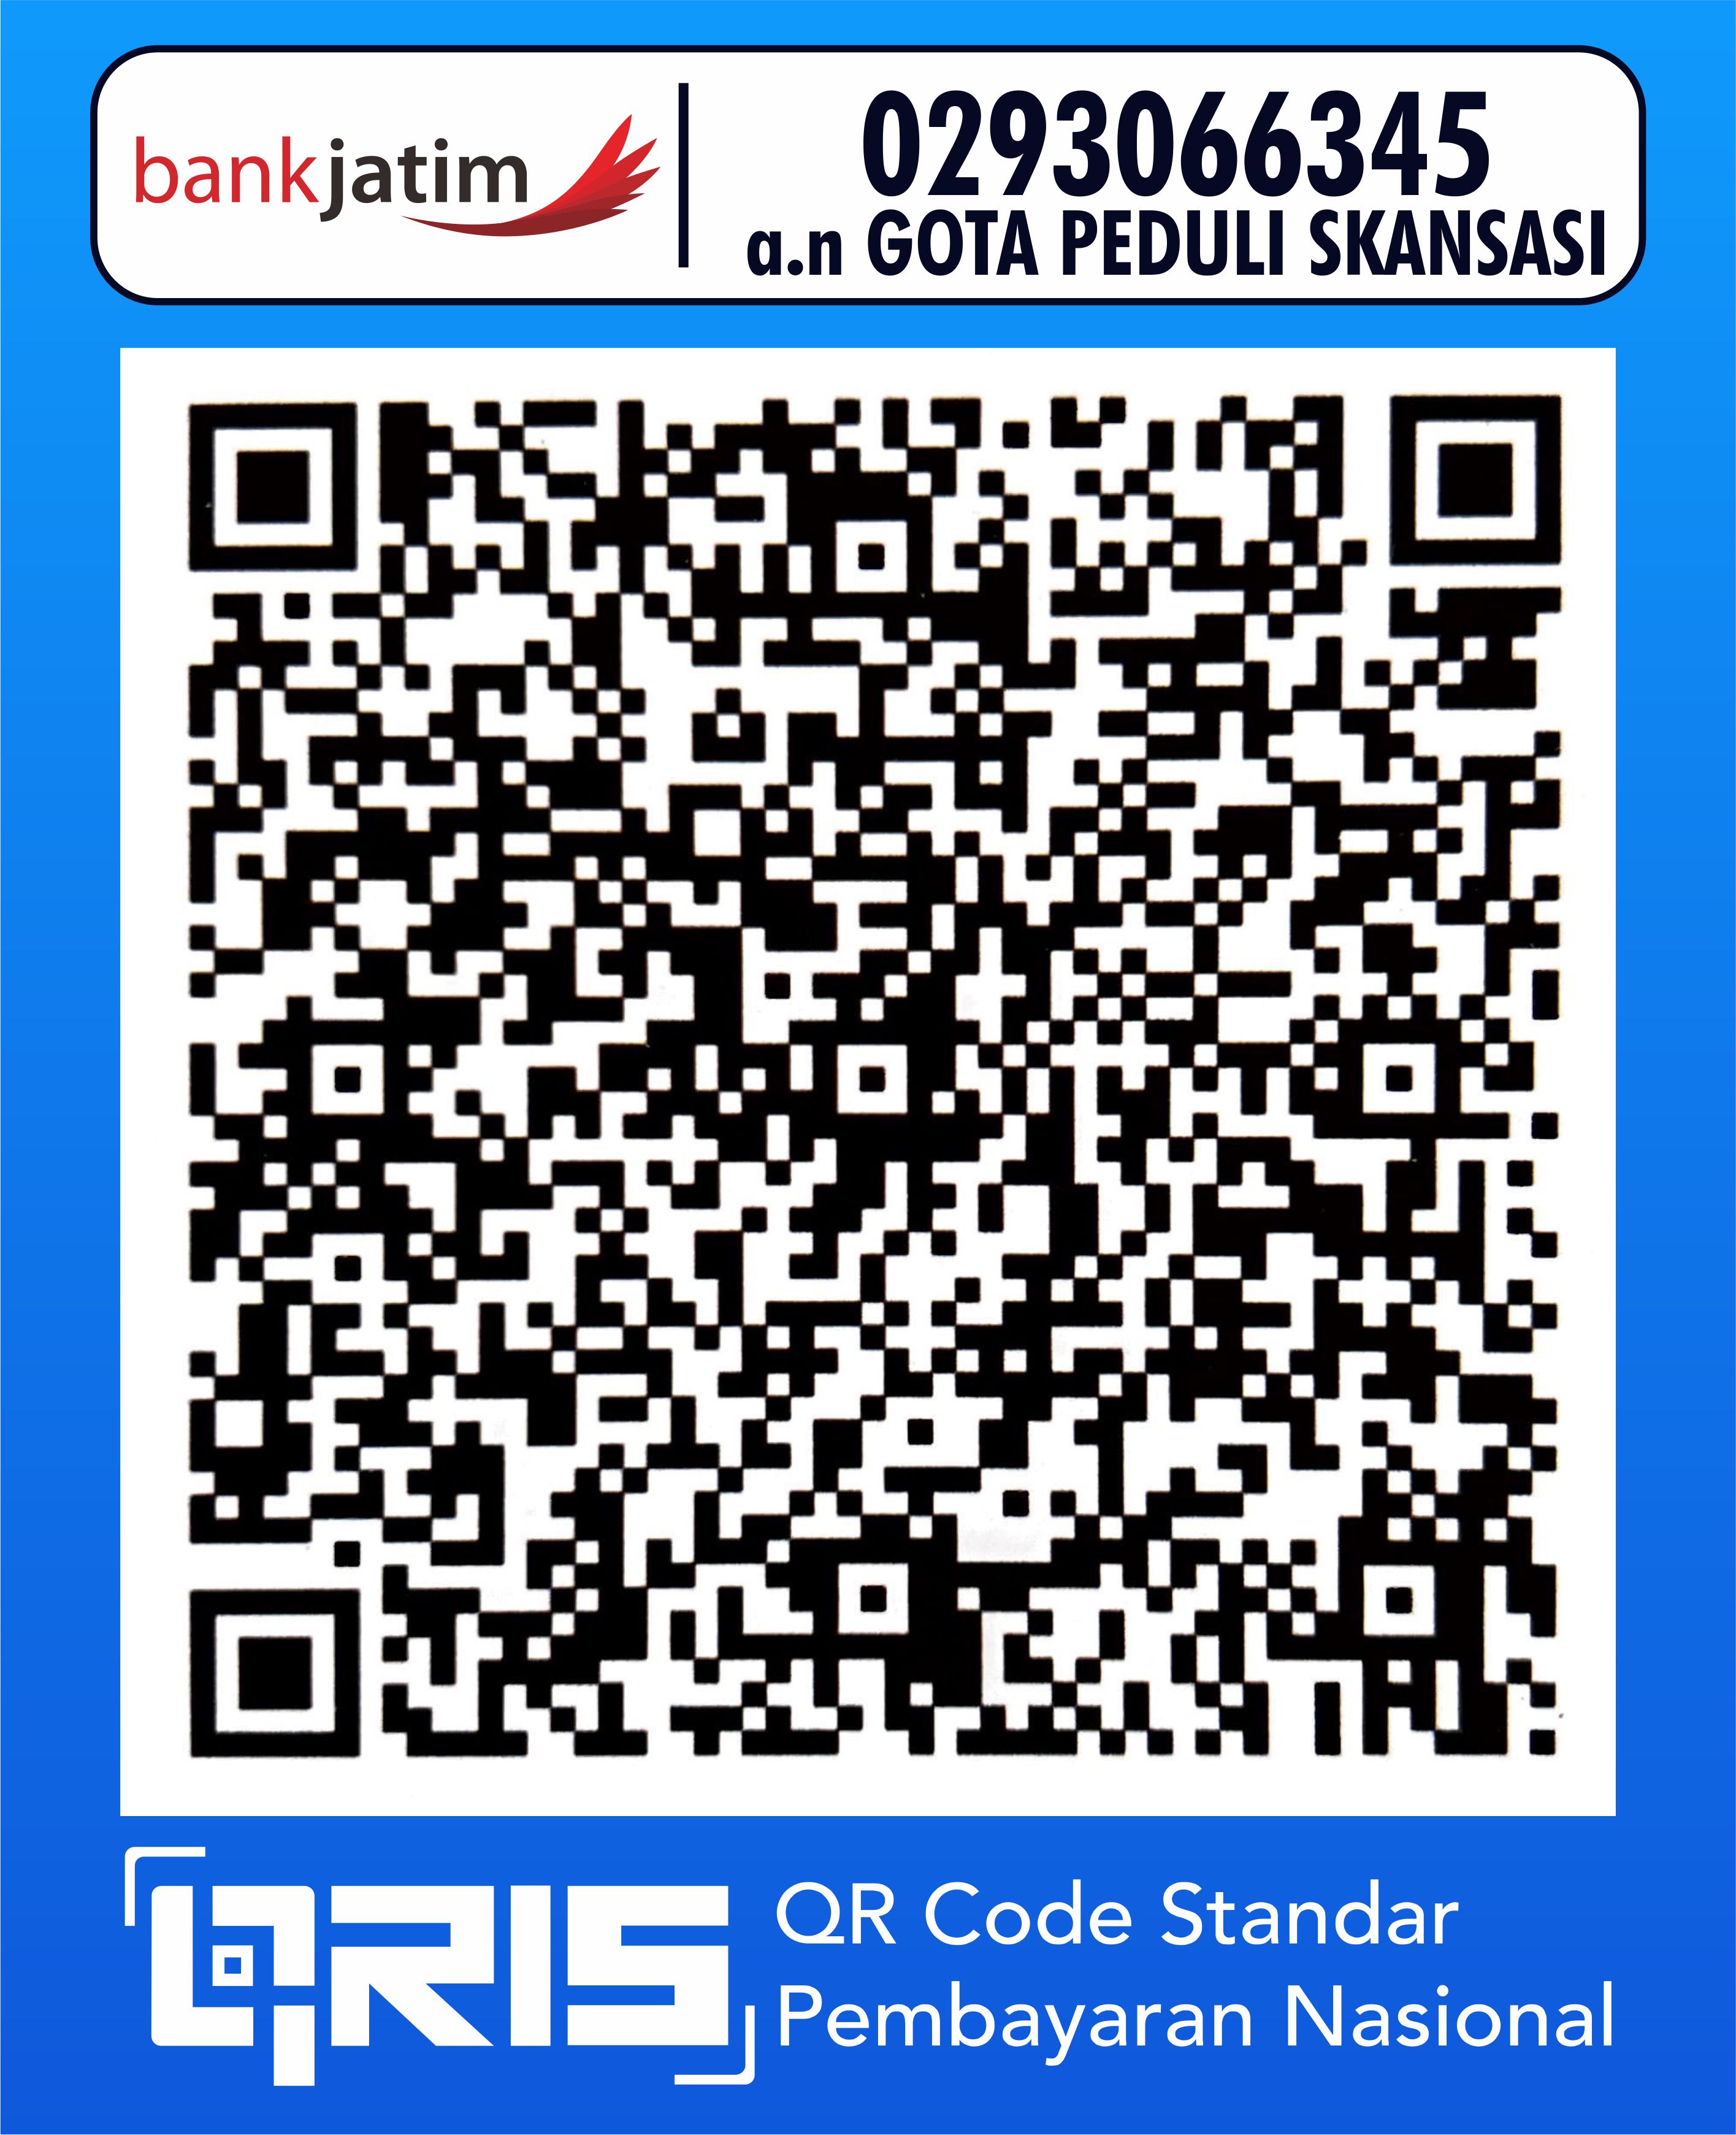 bankjatim
0293066345
a.n GOTA PEDULI SKANSASI
QRIS
QR Code Standar
Pembayaran Nasional